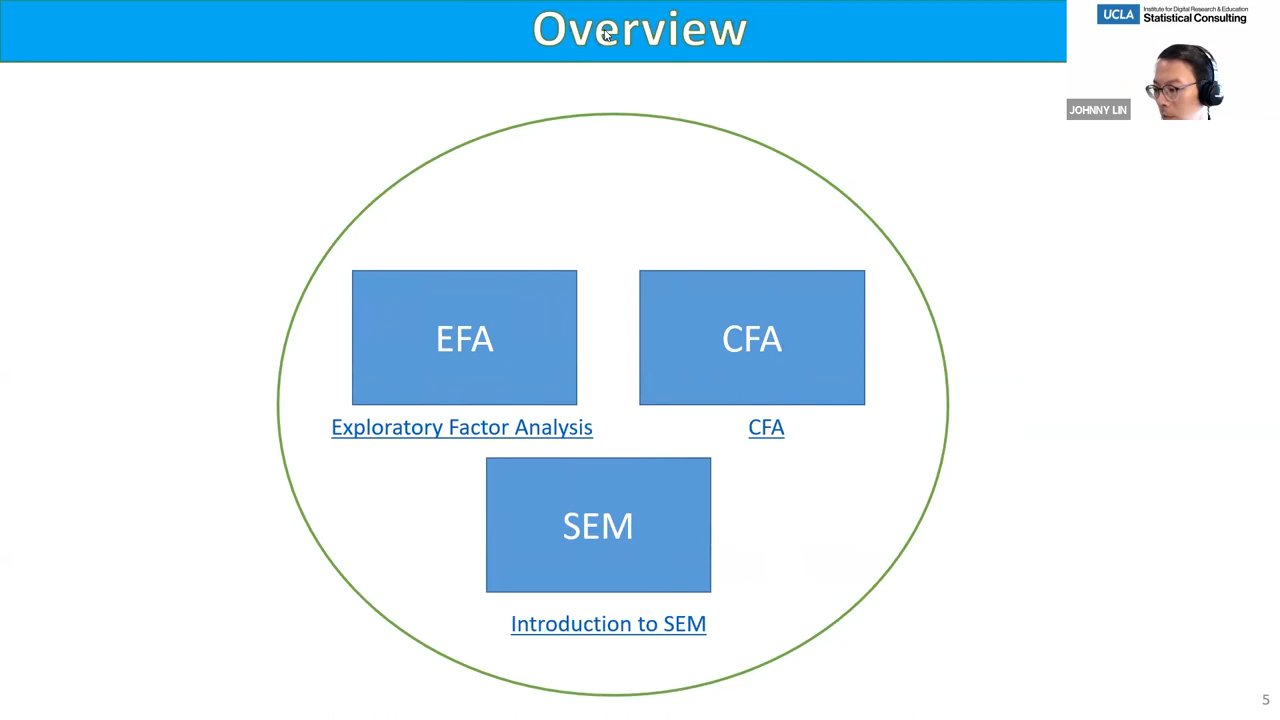 Overview
UCLA
Institute for Digital Research & Education
Statistical Consulting
JOHNNY LIN
EFA
CFA
Exploratory Factor Analysis
CFA
SEM
Introduction to SEM
5